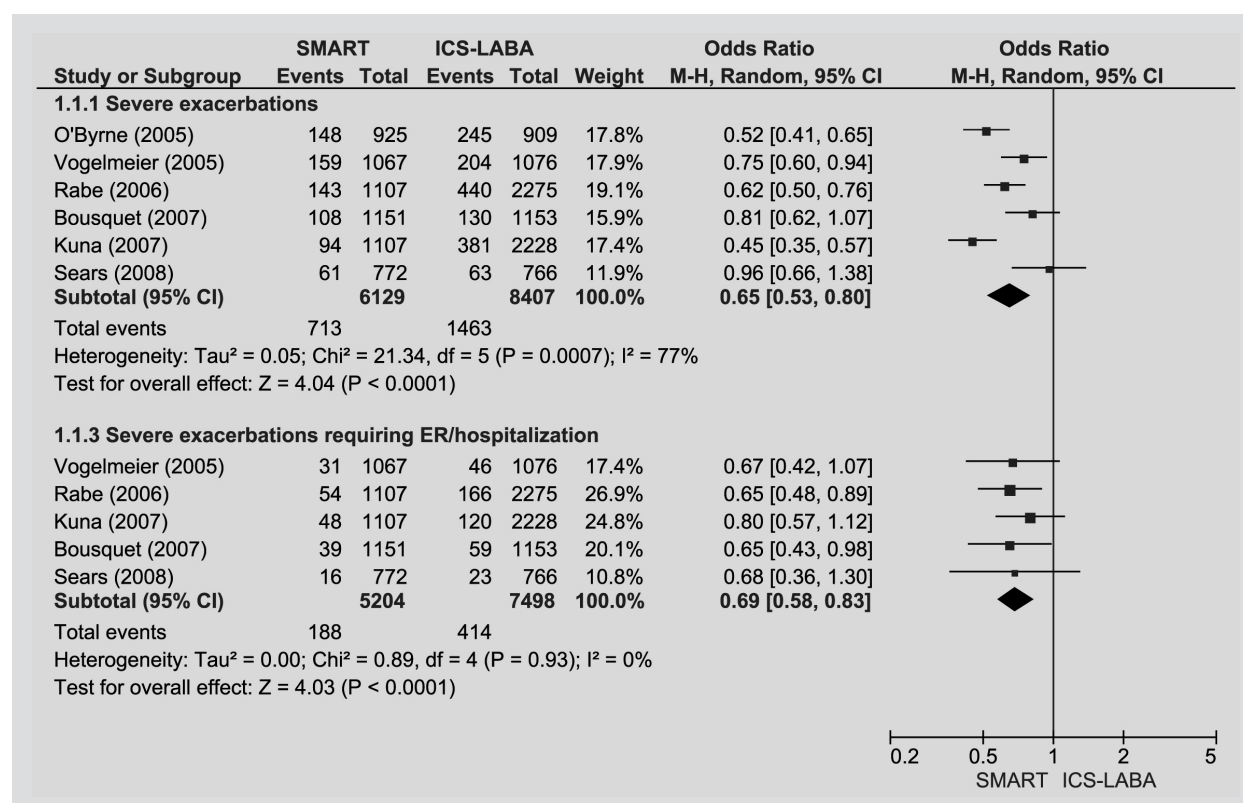 SMART ICS-LABA Odds Ratio Odds Ratio
Study or Subgroup Events Total Events Total Weight M-H, Random, 95% CI M-H, Random, 95% CI
1.1.1 Severe exacerbations
O'Byrne (2005) 148 925 245 909 17.8% 0.52 [0.41, 0.65]
Vogelmeier (2005) 159 1067 204 1076 17.9% 0.75 [0.60, 0.94]
Rabe (2006) 143 1107 440 2275 19.1% 0.62 [0.50, 0.76]
Bousquet (2007) 108 1151 130 1153 15.9% 0.81 [0.62, 1.07]
Kuna (2007) 94 1107 381 2228 17.4% 0.45 [0.35, 0.57]
Sears (2008) 61 772 63 766 11.9% 0.96 [0.66, 1.38]
Subtotal (95% CI) 6129 8407 100.0% 0.65 [0.53, 0.80]
Total events 713 1463
Heterogeneity: Tau² = 0.05; Chi² = 21.34, df = 5 (P = 0.0007); I² = 77%
Test for overall effect: Z = 4.04 (P < 0.0001)
1.1.3 Severe exacerbations requiring ER/hospitalization
Vogelmeier (2005) 31 1067 46 1076 17.4% 0.67 [0.42, 1.07]
Rabe (2006) 54 1107 166 2275 26.9% 0.65 [0.48, 0.89]
Kuna (2007) 48 1107 120 2228 24.8% 0.80 [0.57, 1.12]
Bousquet (2007) 39 1151 59 1153 20.1% 0.65 [0.43, 0.98]
Sears (2008) 16 772 23 766 10.8% 0.68 [0.36, 1.30]
Subtotal (95% CI) 5204 7498 100.0% 0.69 [0.58, 0.83]
Total events 188 414
Heterogeneity: Tau² = 0.00; Chi² = 0.89, df = 4 (P = 0.93); I² = 0%
Test for overall effect: Z = 4.03 (P < 0.0001)
0.2 0.5 1 2 5
SMART ICS-LABA